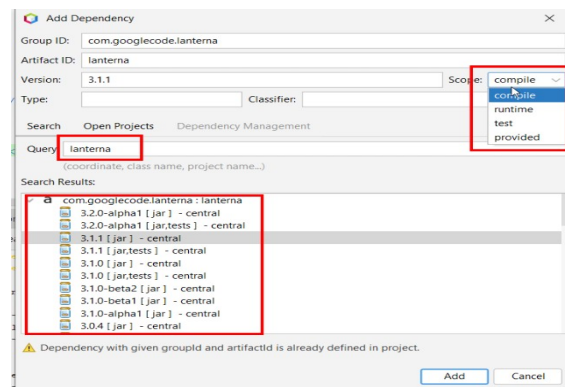 Add Dependency
Group ID: com.googlecode.lanterna
Artifact ID: lanterna
Version: 3.1.1 Scope: compile
Type: Classifier: compile
runtime
test
provided
Search Open Projects Dependency Management
Query lanterna
(coordinate, class name, project name...)
Search Results:
com.googlecode.lanterna : lanterna
3.2.0-alpha1 [ jar ] - central
3.2.0-alpha1 [ jar,tests ] - central
3.1.1 [ jar ] - central
3.1.1 [ jar,tests ] - central
3.1.0 [ jar ] - central
3.1.0 [ jar,tests ] - central
3.1.0-beta2 [ jar ] - central
3.1.0-beta1 [ jar ] - central
3.1.0-alpha1 [ jar ] - central
3.0.4 [ jar ] - central
Dependency with given groupId and artifactId is already defined in project.
Add Cancel